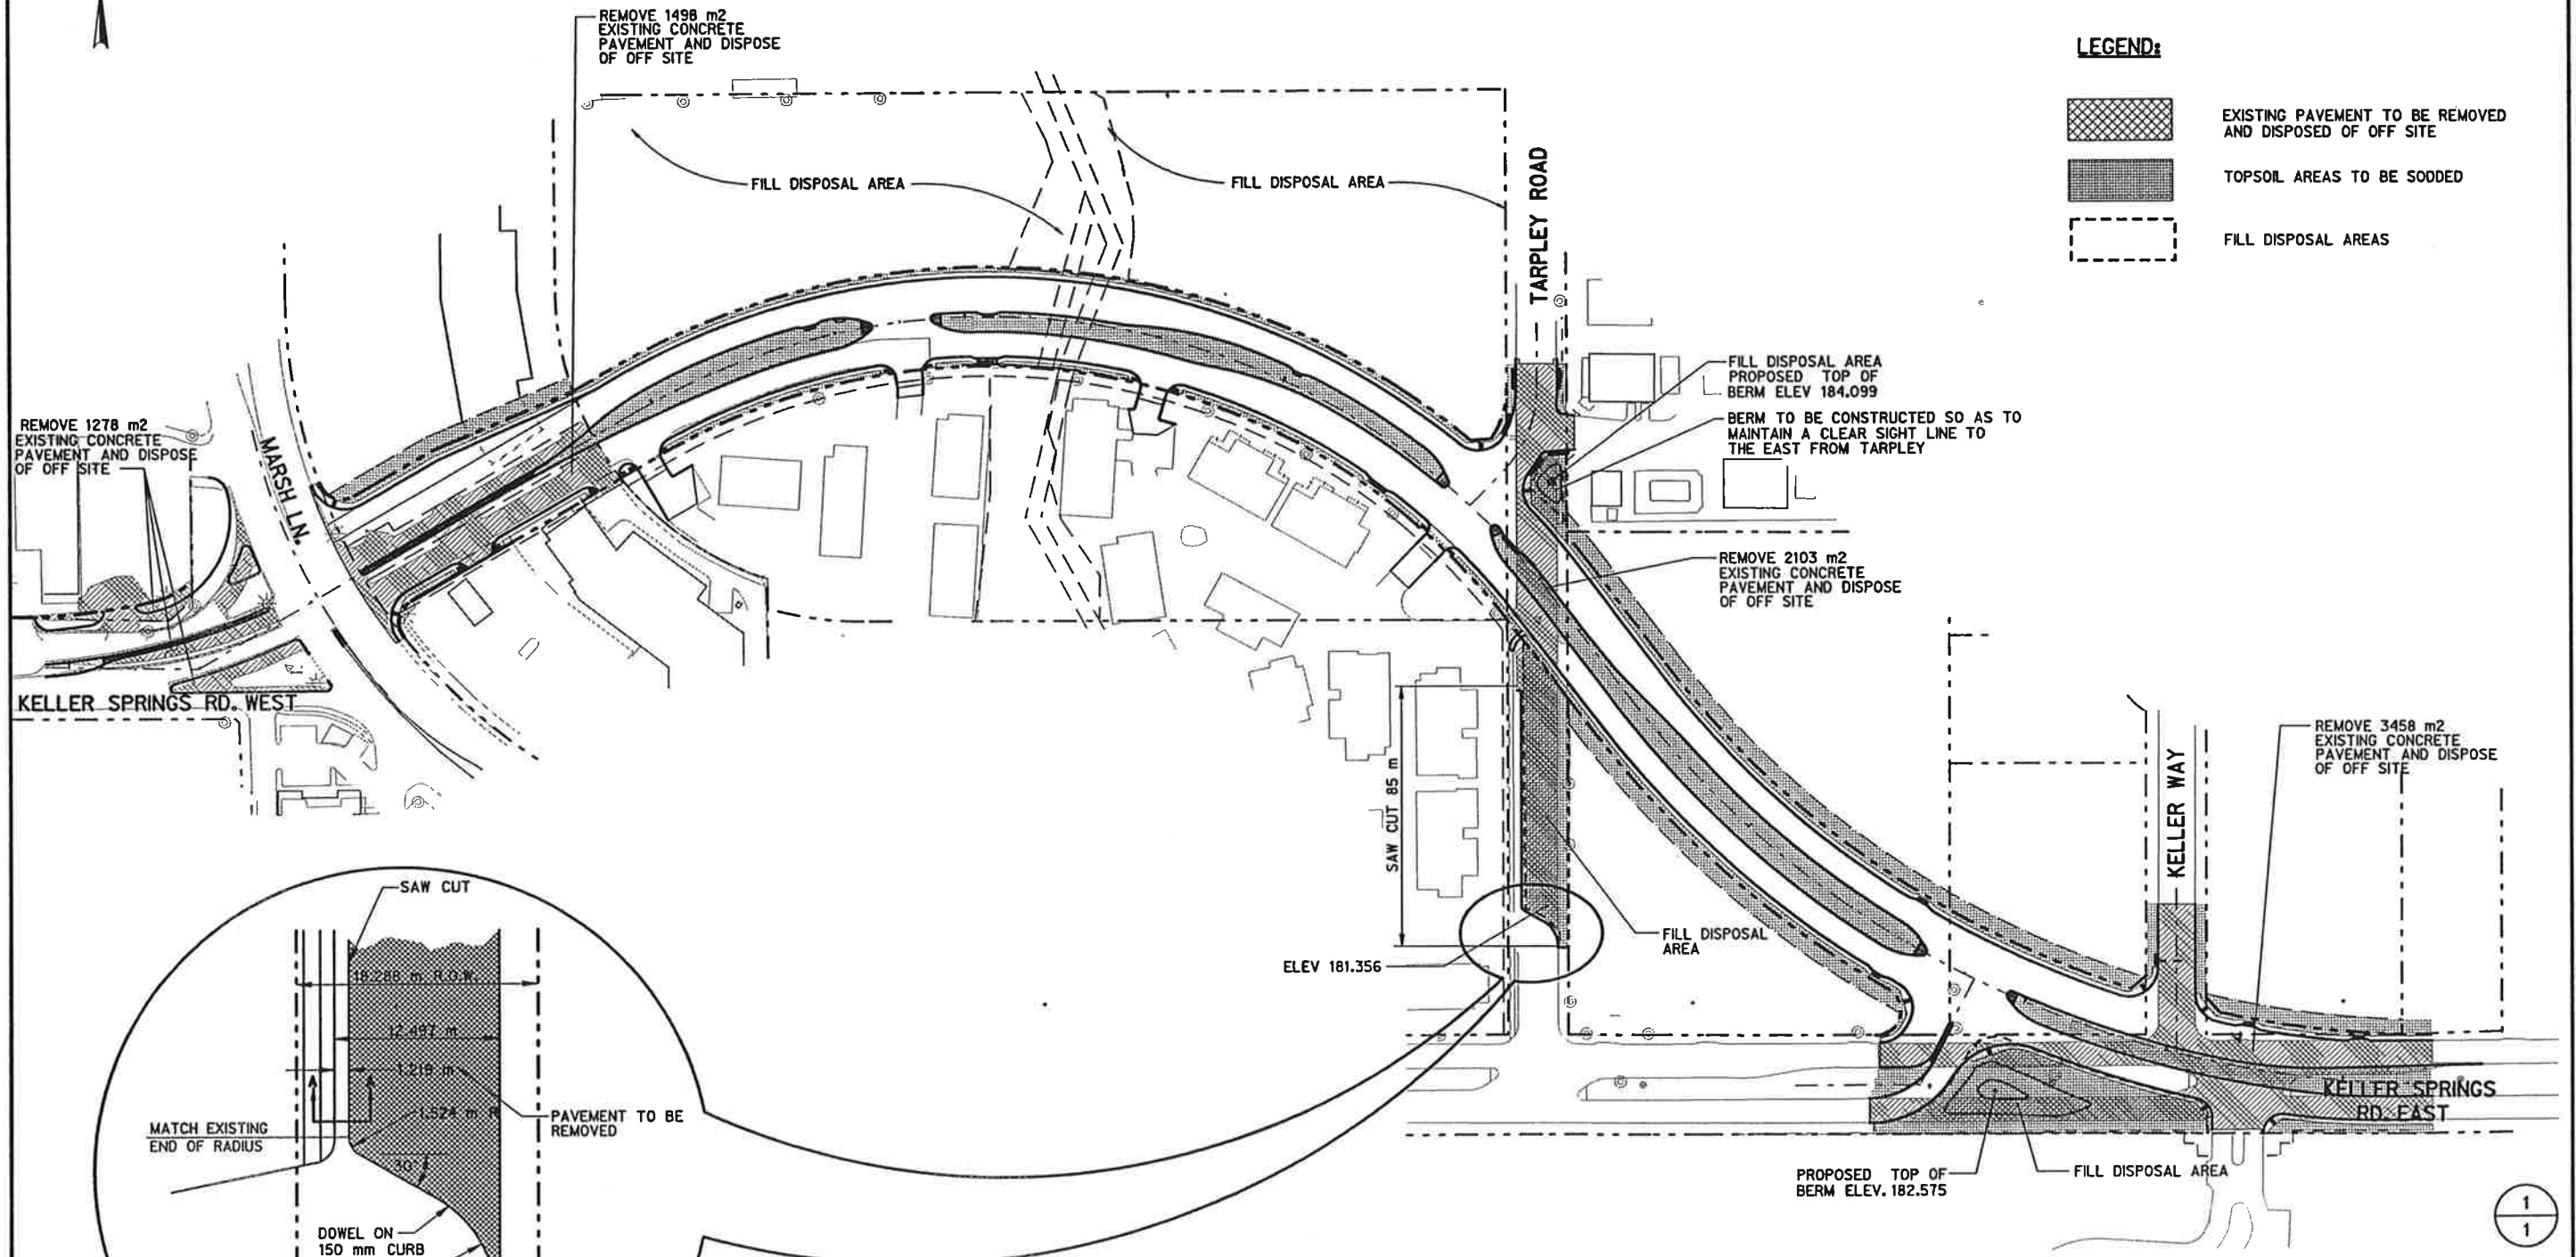 REMOVE 1498 m2
EXISTING CONCRETE
PAVEMENT AND DISPOSE
OF OFF SITE
LEGEND:
EXISTING PAVEMENT TO BE REMOVED
AND DISPOSED OF OFF SITE
TOPSOIL AREAS TO BE SODDED
FILL DISPOSAL AREAS
FILL DISPOSAL AREA
FILL DISPOSAL AREA
TARPLEY ROAD
FILL DISPOSAL AREA
PROPOSED TOP OF
BERM ELEV 184.099
BERM TO BE CONSTRUCTED SO AS TO
MAINTAIN A CLEAR SIGHT LINE TO
THE EAST FROM TARPLEY
REMOVE 1278 m2
EXISTING CONCRETE
PAVEMENT AND DISPOSE
OF OFF SITE
MARSH LN.
REMOVE 2103 m2
EXISTING CONCRETE
PAVEMENT AND DISPOSE
OF OFF SITE
KELLER SPRINGS RD. WEST
SAW CUT 85 m
REMOVE 3458 m2
EXISTING CONCRETE
PAVEMENT AND DISPOSE
OF OFF SITE
KELLER WAY
FILL DISPOSAL
AREA
ELEV 181.356
SAW CUT
18.288 m R.O.W.
12.497 m
1.219 m
1.524 m R
PAVEMENT TO BE
REMOVED
MATCH EXISTING
END OF RADIUS
30°
DOWEL ON
150 mm CURB
A
A
KELLER SPRINGS
RD. EAST
PROPOSED TOP OF
BERM ELEV. 182.575
FILL DISPOSAL AREA
1
1